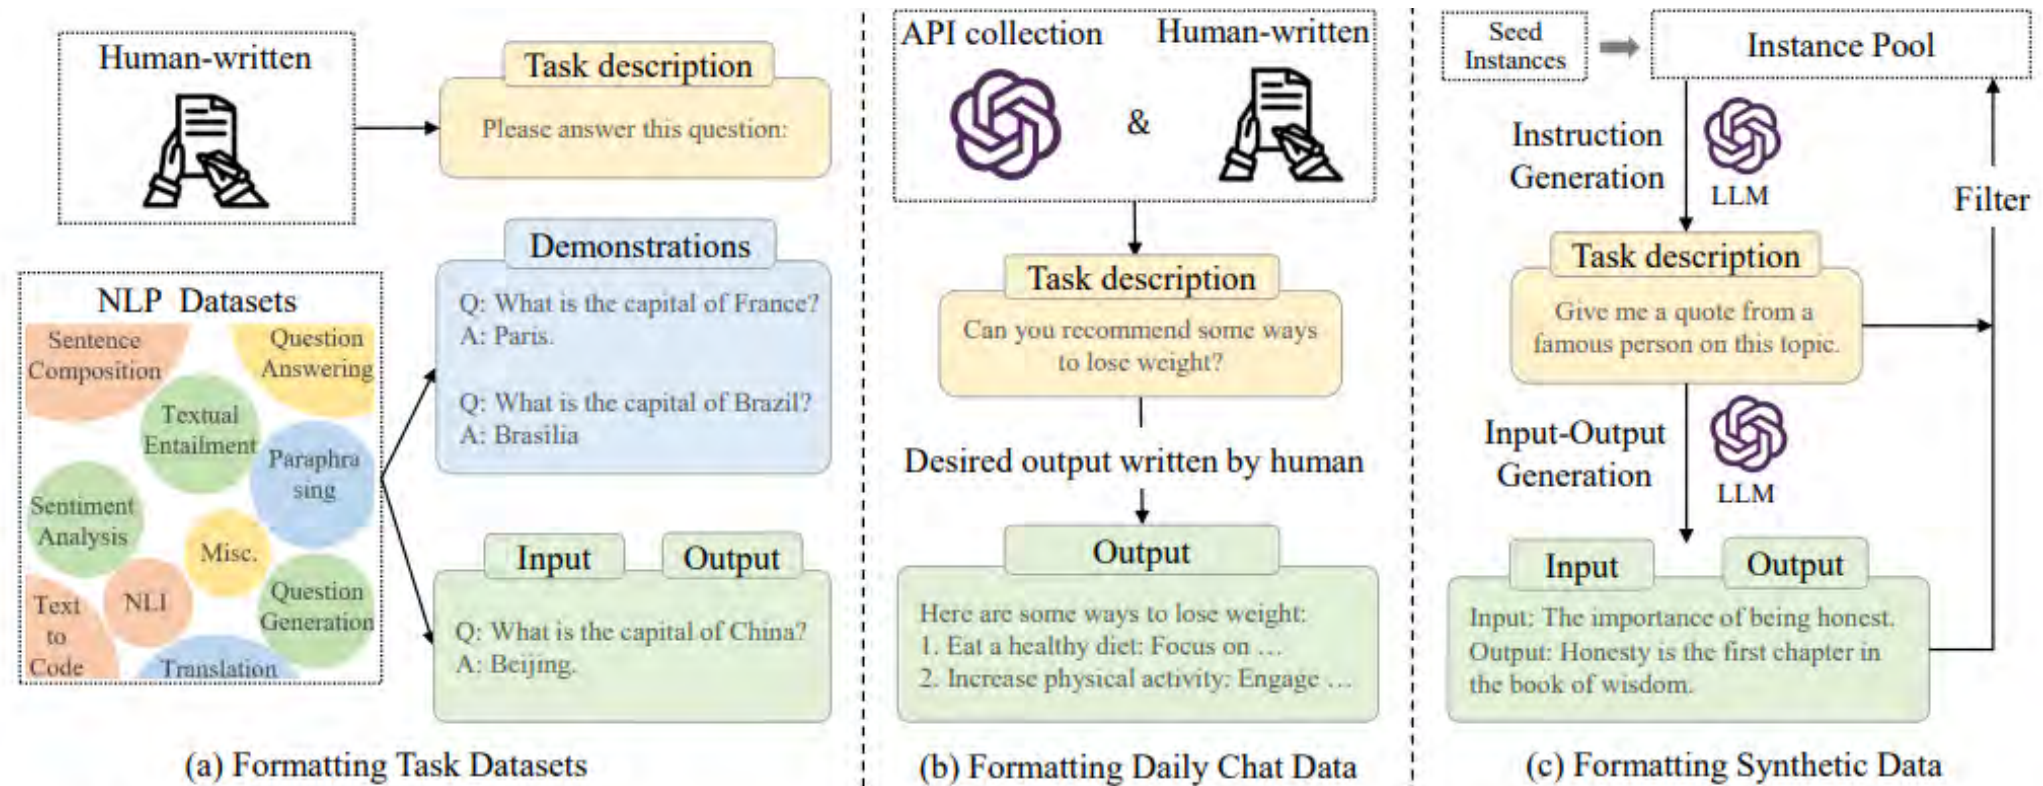 Human-written
Task description
Please answer this question:
Demonstrations
Q: What is the capital of France?
A: Paris.
Q: What is the capital of Brazil?
A: Brasilia
NLP Datasets
Sentence
Composition
Question
Answering
Textual
Entailment
Paraphra
sing
Sentiment
Analysis
Misc.
NLI
Question
Generation
Text
to
Code
Translation
Input
Output
Q: What is the capital of China?
A: Beijing.
(a) Formatting Task Datasets
API collection
&
Human-written
Task description
Can you recommend some ways
to lose weight?
Desired output written by human
Output
Here are some ways to lose weight:
1. Eat a healthy diet: Focus on ...
2. Increase physical activity: Engage ...
(b) Formatting Daily Chat Data
Seed
Instances
Instance Pool
Instruction
Generation
LLM
Filter
Task description
Give me a quote from a
famous person on this topic.
Input-Output
Generation
LLM
Input
Output
Input: The importance of being honest.
Output: Honesty is the first chapter in
the book of wisdom.
(c) Formatting Synthetic Data